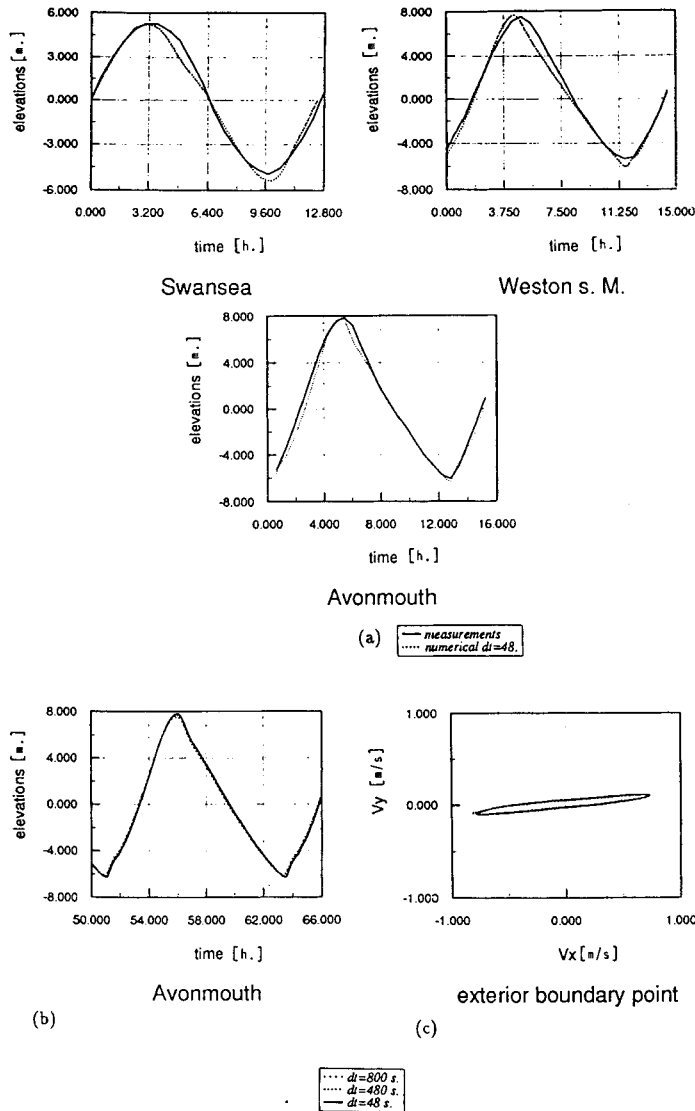 elevations [m.]
6.000
3.000
0.000
-3.000
-6.000
0.000 3.200 6.400 9.600 12.800
time [h.]
Swansea
elevations [m.]
8.000
4.000
0.000
-4.000
-8.000
0.000 3.750 7.500 11.250 15.000
time [h.]
Weston s. M.
elevations [m.]
8.000
4.000
0.000
-4.000
-8.000
0.000 4.000 8.000 12.000 16.000
time [h.]
Avonmouth
(a)
measurements
numerical dt=48.
elevations [m.]
8.000
4.000
0.000
-4.000
-8.000
50.000 54.000 58.000 62.000 66.000
time [h.]
Avonmouth
(b)
Vy [m/s]
1.000
0.000
-1.000
-1.000 0.000 1.000
Vx[m/s]
exterior boundary point
(c)
dt=800 s.
dt=480 s.
dt=48 s.